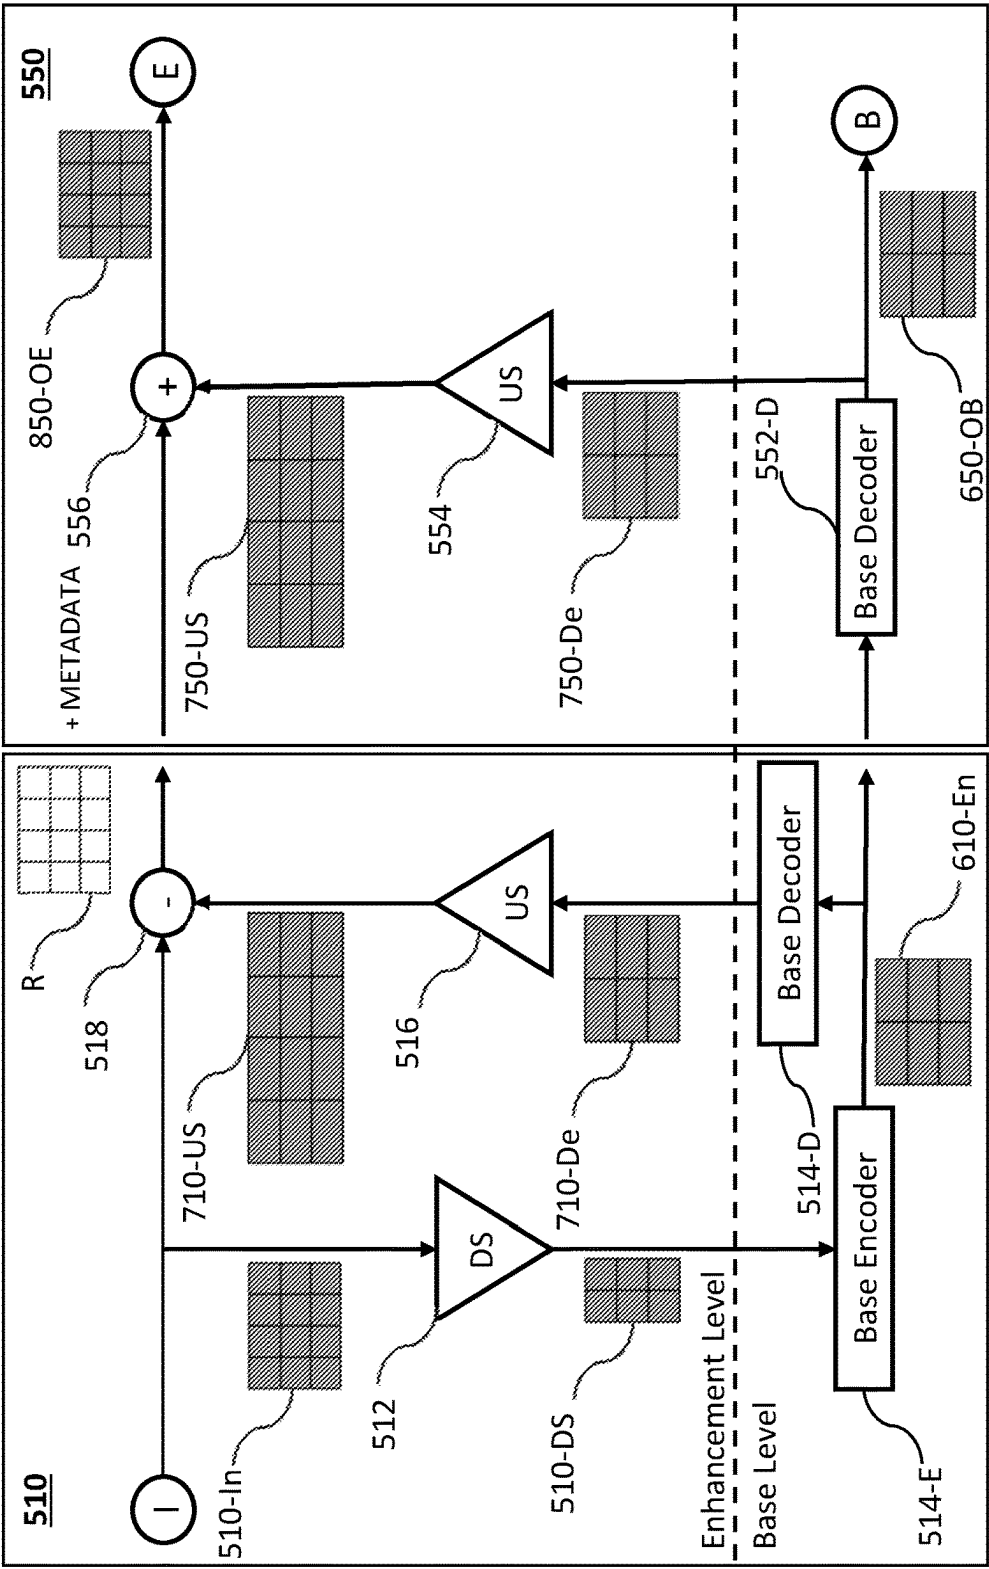 510
I
510-In
512
DS
510-DS
Enhancement Level
Base Level
514-E
Base Encoder
514-D
Base Decoder
610-En
710-De
516
US
710-US
518
-
R
550
+ METADATA
556
+
750-US
554
US
750-De
552-D
Base Decoder
650-OB
B
850-OE
E